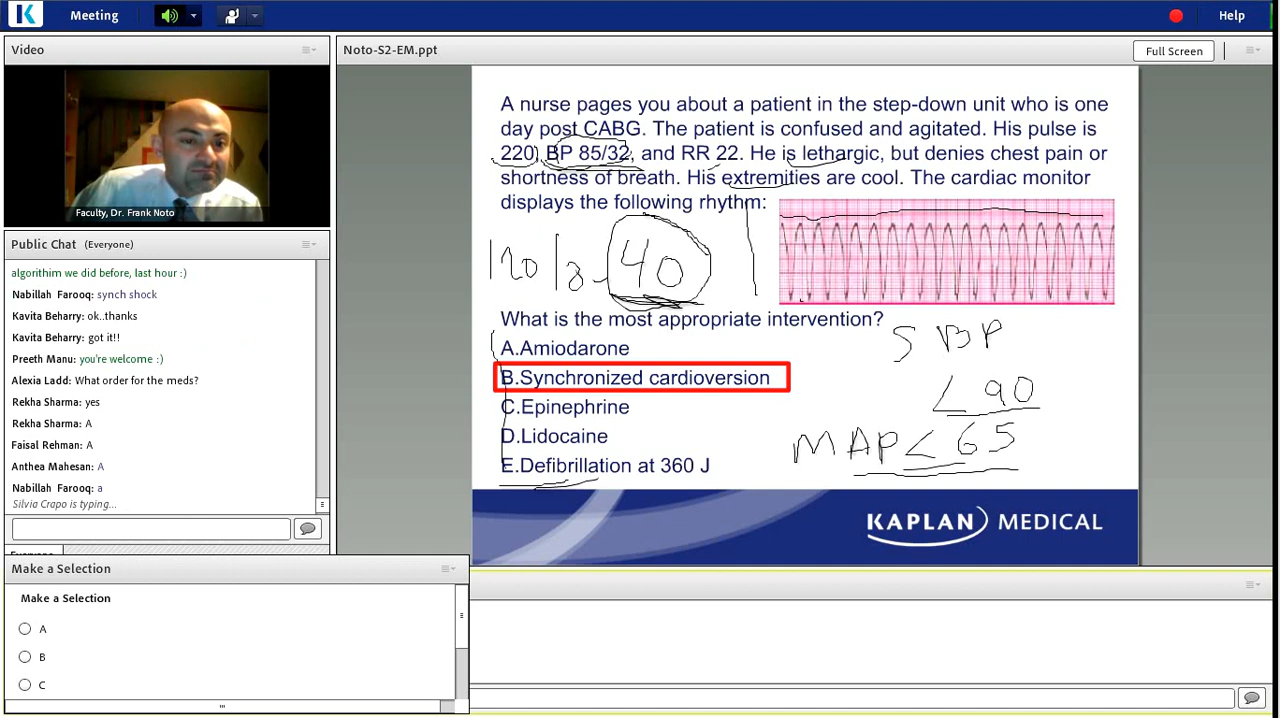 Meeting
Help
Video
Noto-S2-EM.ppt
Full Screen
Faculty, Dr. Frank Noto
Public Chat (Everyone)
algorithim we did before, last hour :)
Nabillah Farooq: synch shock
Kavita Beharry: ok..thanks
Kavita Beharry: got it!!
Preeth Manu: you're welcome :)
Alexia Ladd: What order for the meds?
Rekha Sharma: yes
Rekha Sharma: A
Faisal Rehman: A
Anthea Mahesan: A
Nabillah Farooq: a
Silvia Crapo is typing...
Everyone
Make a Selection
Make a Selection
A
B
C
A nurse pages you about a patient in the step-down unit who is one
day post CABG. The patient is confused and agitated. His pulse is
220, BP 85/32, and RR 22. He is lethargic, but denies chest pain or
shortness of breath. His extremities are cool. The cardiac monitor
displays the following rhythm:
120/8
40
What is the most appropriate intervention?
A.Amiodarone
B.Synchronized cardioversion
C.Epinephrine
D.Lidocaine
E.Defibrillation at 360 J
SBP
< 90
MAP < 65
KAPLAN MEDICAL